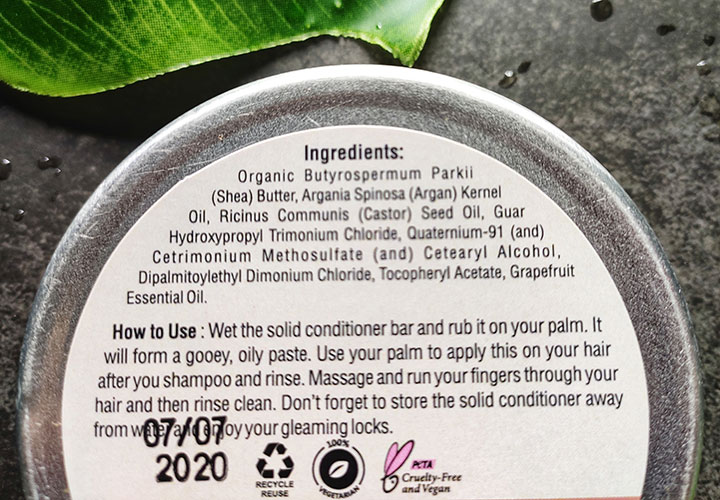 Ingredients:
Organic Butyrospermum Parkii
(Shea) Butter, Argania Spinosa (Argan) Kernel
Oil, Ricinus Communis (Castor) Seed Oil, Guar
Hydroxypropyl Trimonium Chloride, Quaternium-91 (and)
Cetrimonium Methosulfate (and) Cetearyl Alcohol,
Dipalmitoylethyl Dimonium Chloride, Tocopheryl Acetate, Grapefruit
Essential Oil.
How to Use : Wet the solid conditioner bar and rub it on your palm. It
will form a gooey, oily paste. Use your palm to apply this on your hair
after you shampoo and rinse. Massage and run your fingers through your
hair and then rinse clean. Don't forget to store the solid conditioner away
from water and enjoy your gleaming locks.
07/07
2020
RECYCLE
REUSE
100%
VEGETARIAN
PETA
Cruelty-Free
and Vegan